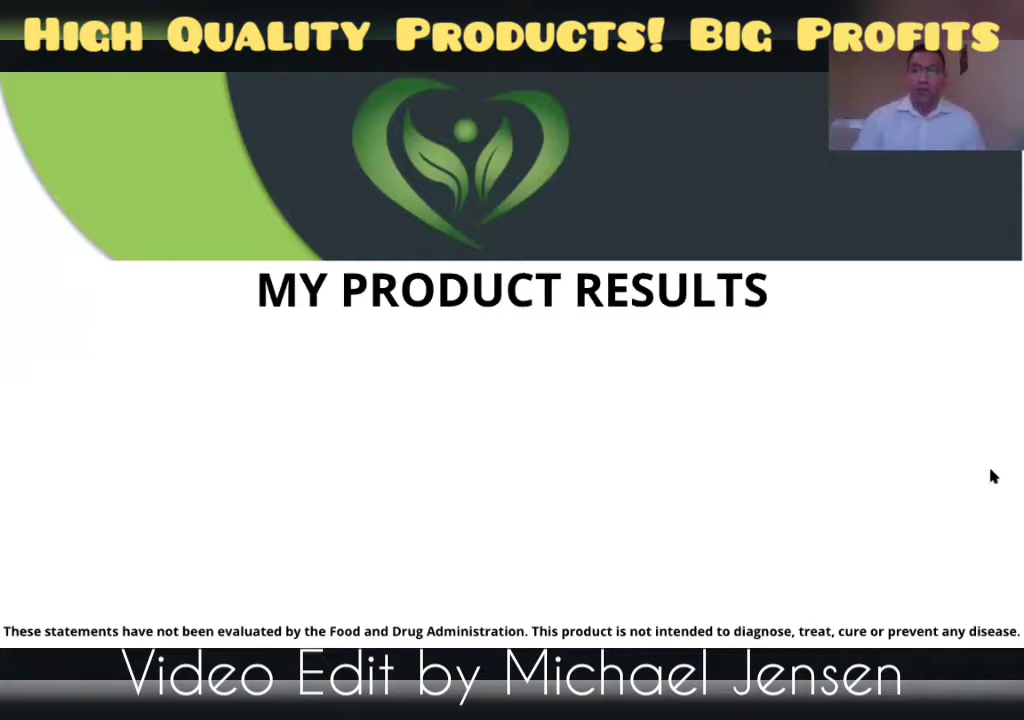 High Quality Products! Big Profits
MY PRODUCT RESULTS
These statements have not been evaluated by the Food and Drug Administration. This product is not intended to diagnose, treat, cure or prevent any disease.
Video Edit by Michael Jensen